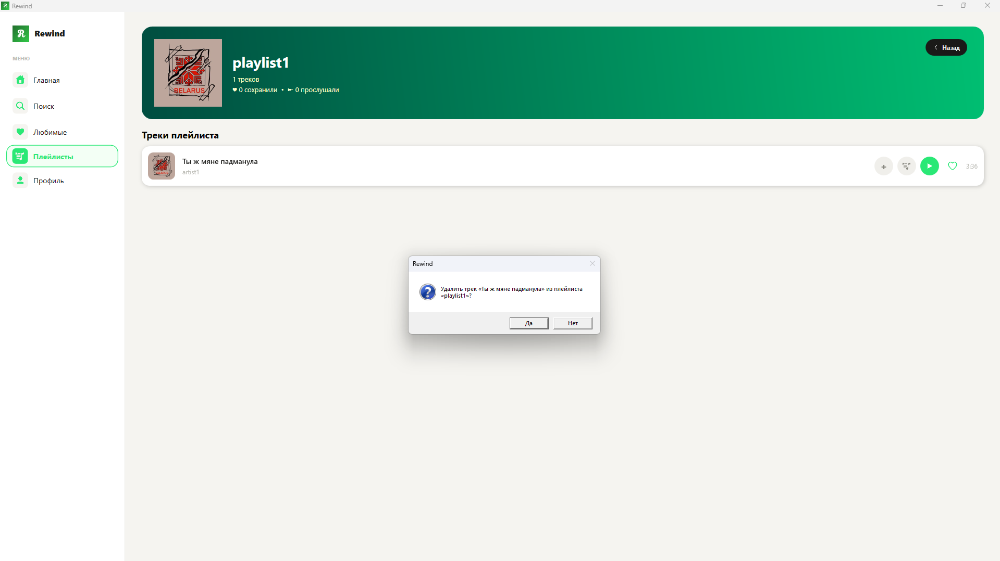 Rewind
Rewind
МЕНЮ
Главная
Поиск
Любимые
Плейлисты
Профиль
BELARUS
playlist1
1 треков
0 сохранили • 0 прослушали
Назад
Треки плейлиста
BELARUS
Ты ж мяне падманула
artist1
3:36
Rewind
Удалить трек «Ты ж мяне падманула» из плейлиста
«playlist1»?
Да
Нет